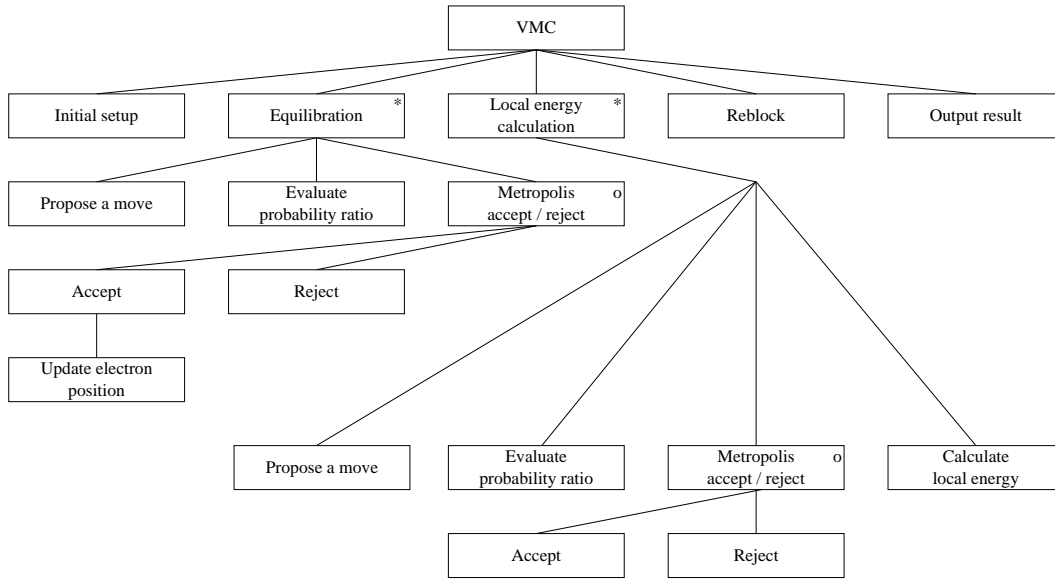 VMC
Initial setup
Equilibration
*
Local energy
calculation
*
Reblock
Output result
Propose a move
Evaluate
probability ratio
Metropolis
accept / reject
o
Accept
Reject
Update electron
position
Propose a move
Evaluate
probability ratio
Metropolis
accept / reject
o
Calculate
local energy
Accept
Reject